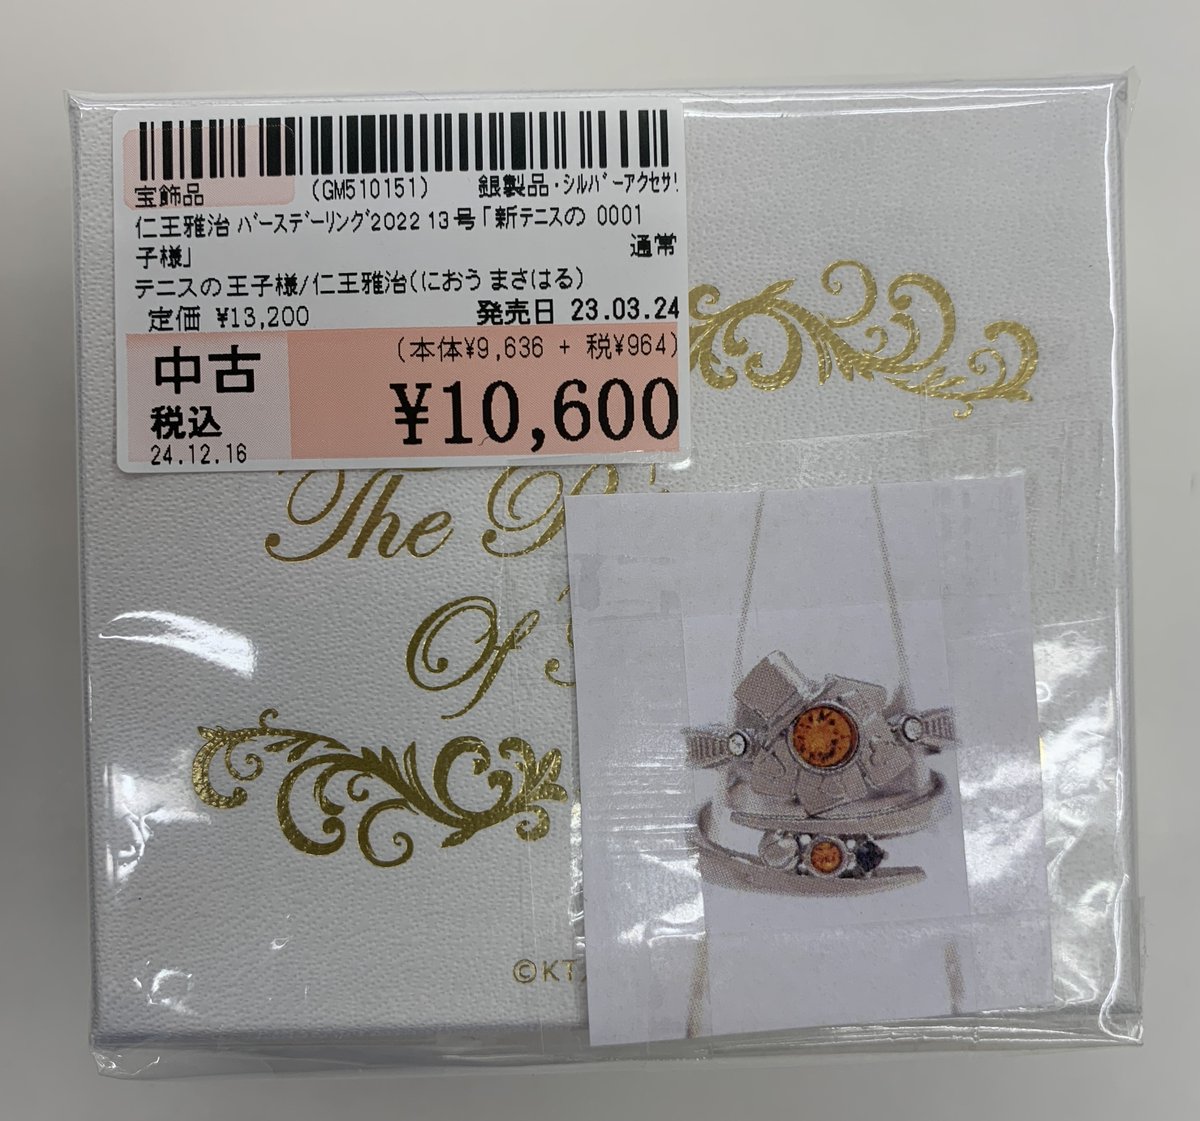 宝飾品 (GM510151) 銀製品・シルバーアクセサ
仁王雅治 バースデーリング2022 13号「新テニスの 0001
子様」 通常
テニスの王子様/仁王雅治(におう まさはる)
定価 ¥13,200 発売日 23.03.24
中古 (本体¥9,636 + 税¥964)
税込 ¥10,600
24.12.16
The
Of
©KT